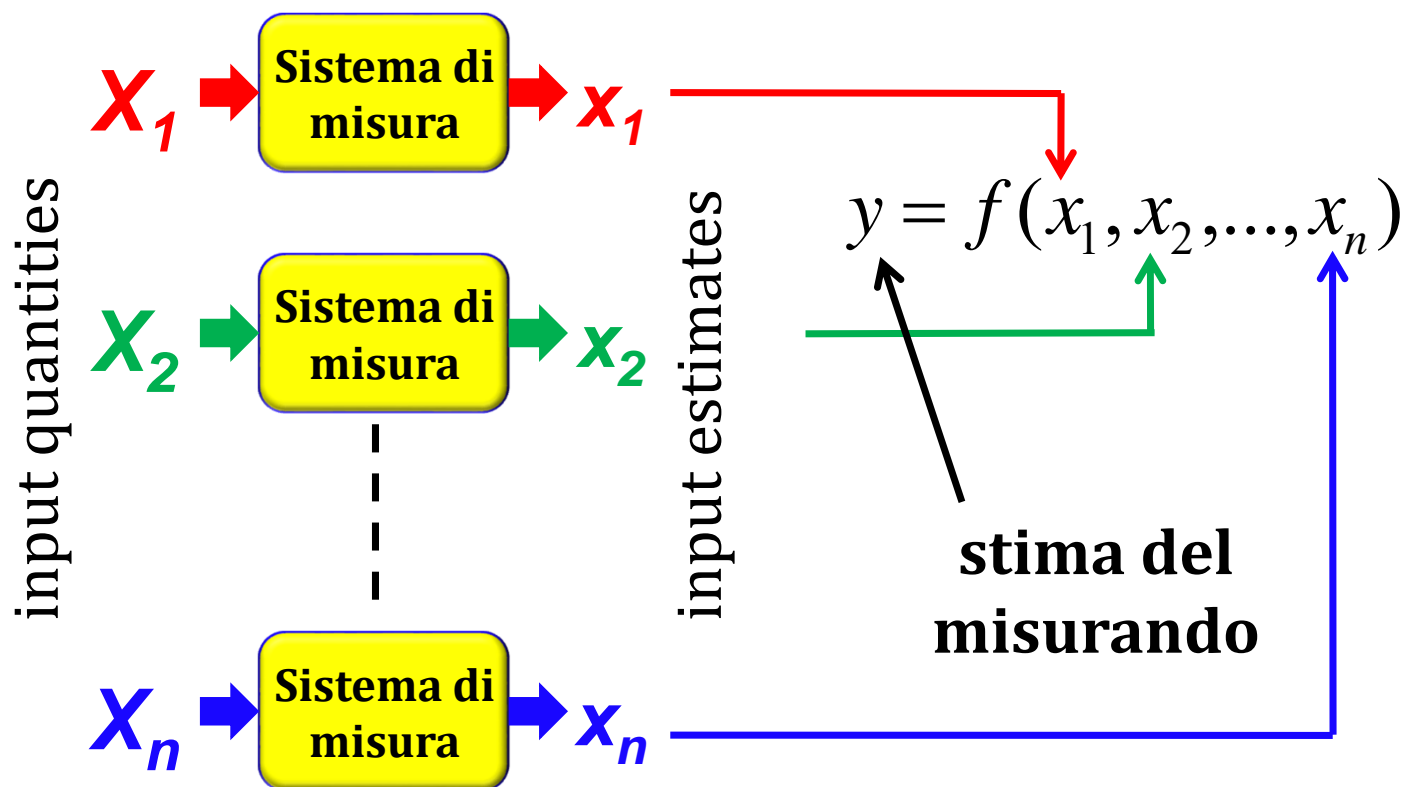 input quantities
X1
Sistema di
misura
x1
X2
Sistema di
misura
x2
Xn
Sistema di
misura
xn
input estimates
y = f(x1, x2,..., xn)
stima del
misurando